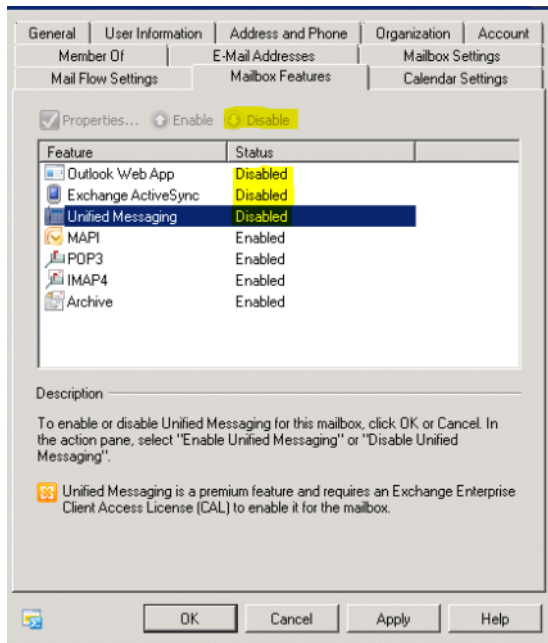 General User Information Address and Phone Organization Account
Member Of E-Mail Addresses Mailbox Settings
Mail Flow Settings Mailbox Features Calendar Settings
Properties... Enable Disable
Feature Status
Outlook Web App Disabled
Exchange ActiveSync Disabled
Unified Messaging Disabled
MAPI Enabled
POP3 Enabled
IMAP4 Enabled
Archive Enabled
Description
To enable or disable Unified Messaging for this mailbox, click OK or Cancel. In
the action pane, select "Enable Unified Messaging" or "Disable Unified
Messaging".
Unified Messaging is a premium feature and requires an Exchange Enterprise
Client Access License (CAL) to enable it for the mailbox.
OK Cancel Apply Help